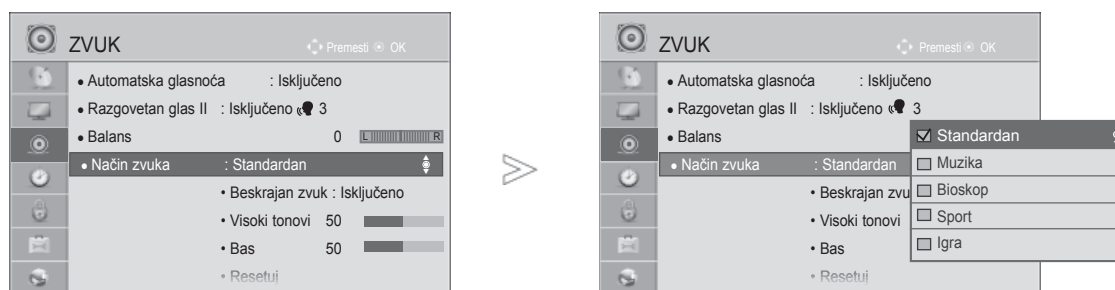 ZVUK
Premesti OK
• Automatska glasnoća : Isključeno
• Razgovetan glas II : Isključeno 3
• Balans 0 L R
• Način zvuka : Standardan
• Beskrajan zvuk : Isključeno
• Visoki tonovi 50
• Bas 50
• Resetuj
ZVUK
Premesti OK
• Automatska glasnoća : Isključeno
• Razgovetan glas II : Isključeno 3
• Balans
• Način zvuka : Standardan
• Beskrajan zvu
• Visoki tonovi
• Bas
• Resetuj
Standardan
Muzika
Bioskop
Sport
Igra